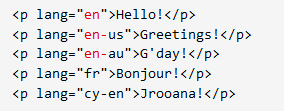 <p lang="en">Hello!</p>
<p lang="en-us">Greetings!</p>
<p lang="en-au">G'day!</p>
<p lang="fr">Bonjour!</p>
<p lang="cy-en">Jrooana!</p>